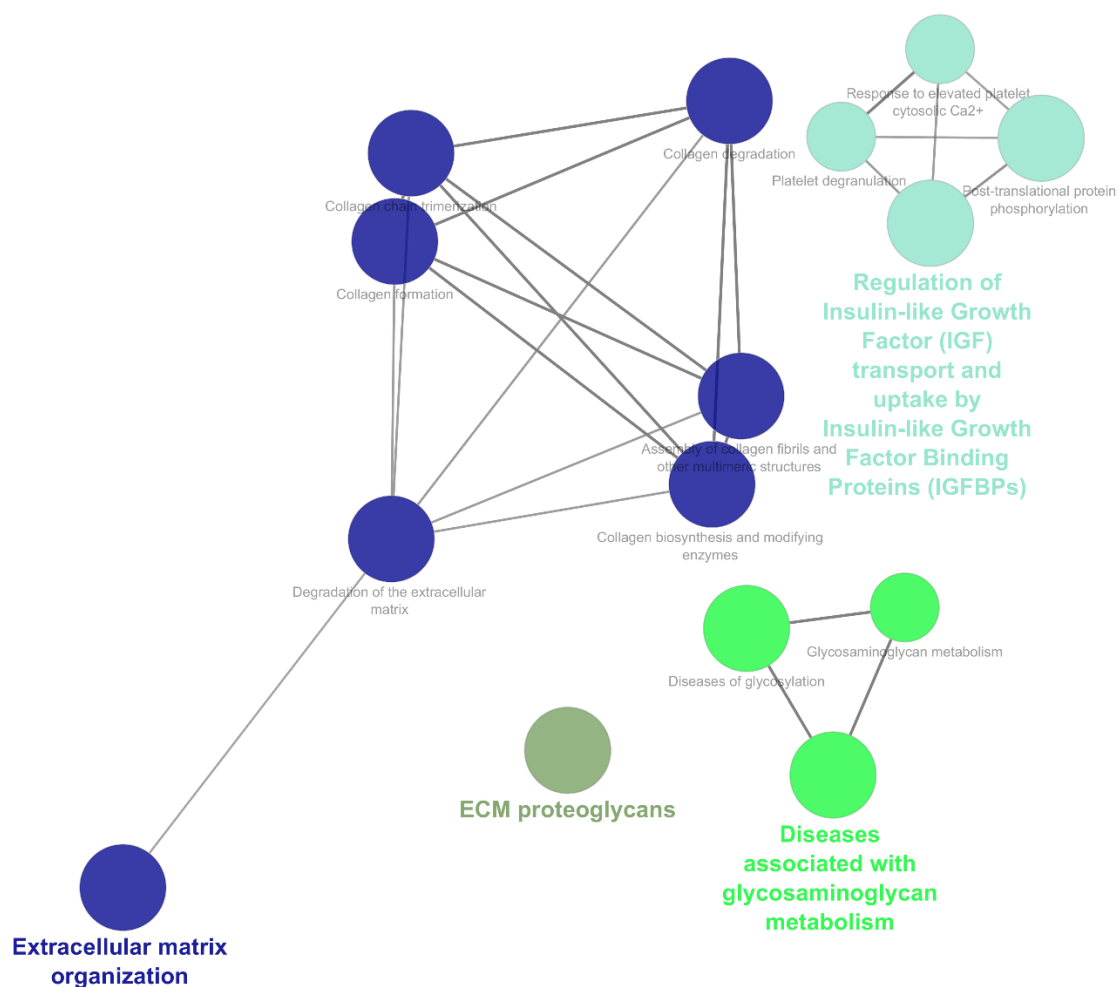 Response to elevated platelet
cytosolic Ca2+
Collagen degradation
Platelet degranulation
Post-translational protein
phosphorylation
Collagen chain trimerization
Collagen formation
Regulation of
Insulin-like Growth
Factor (IGF)
transport and
uptake by
Insulin-like Growth
Factor Binding
Proteins (IGFBPs)
Assembly of collagen fibrils and
other multimeric structures
Collagen biosynthesis and modifying
enzymes
Degradation of the extracellular
matrix
Glycosaminoglycan metabolism
Diseases of glycosylation
ECM proteoglycans
Diseases
associated with
glycosaminoglycan
metabolism
Extracellular matrix
organization